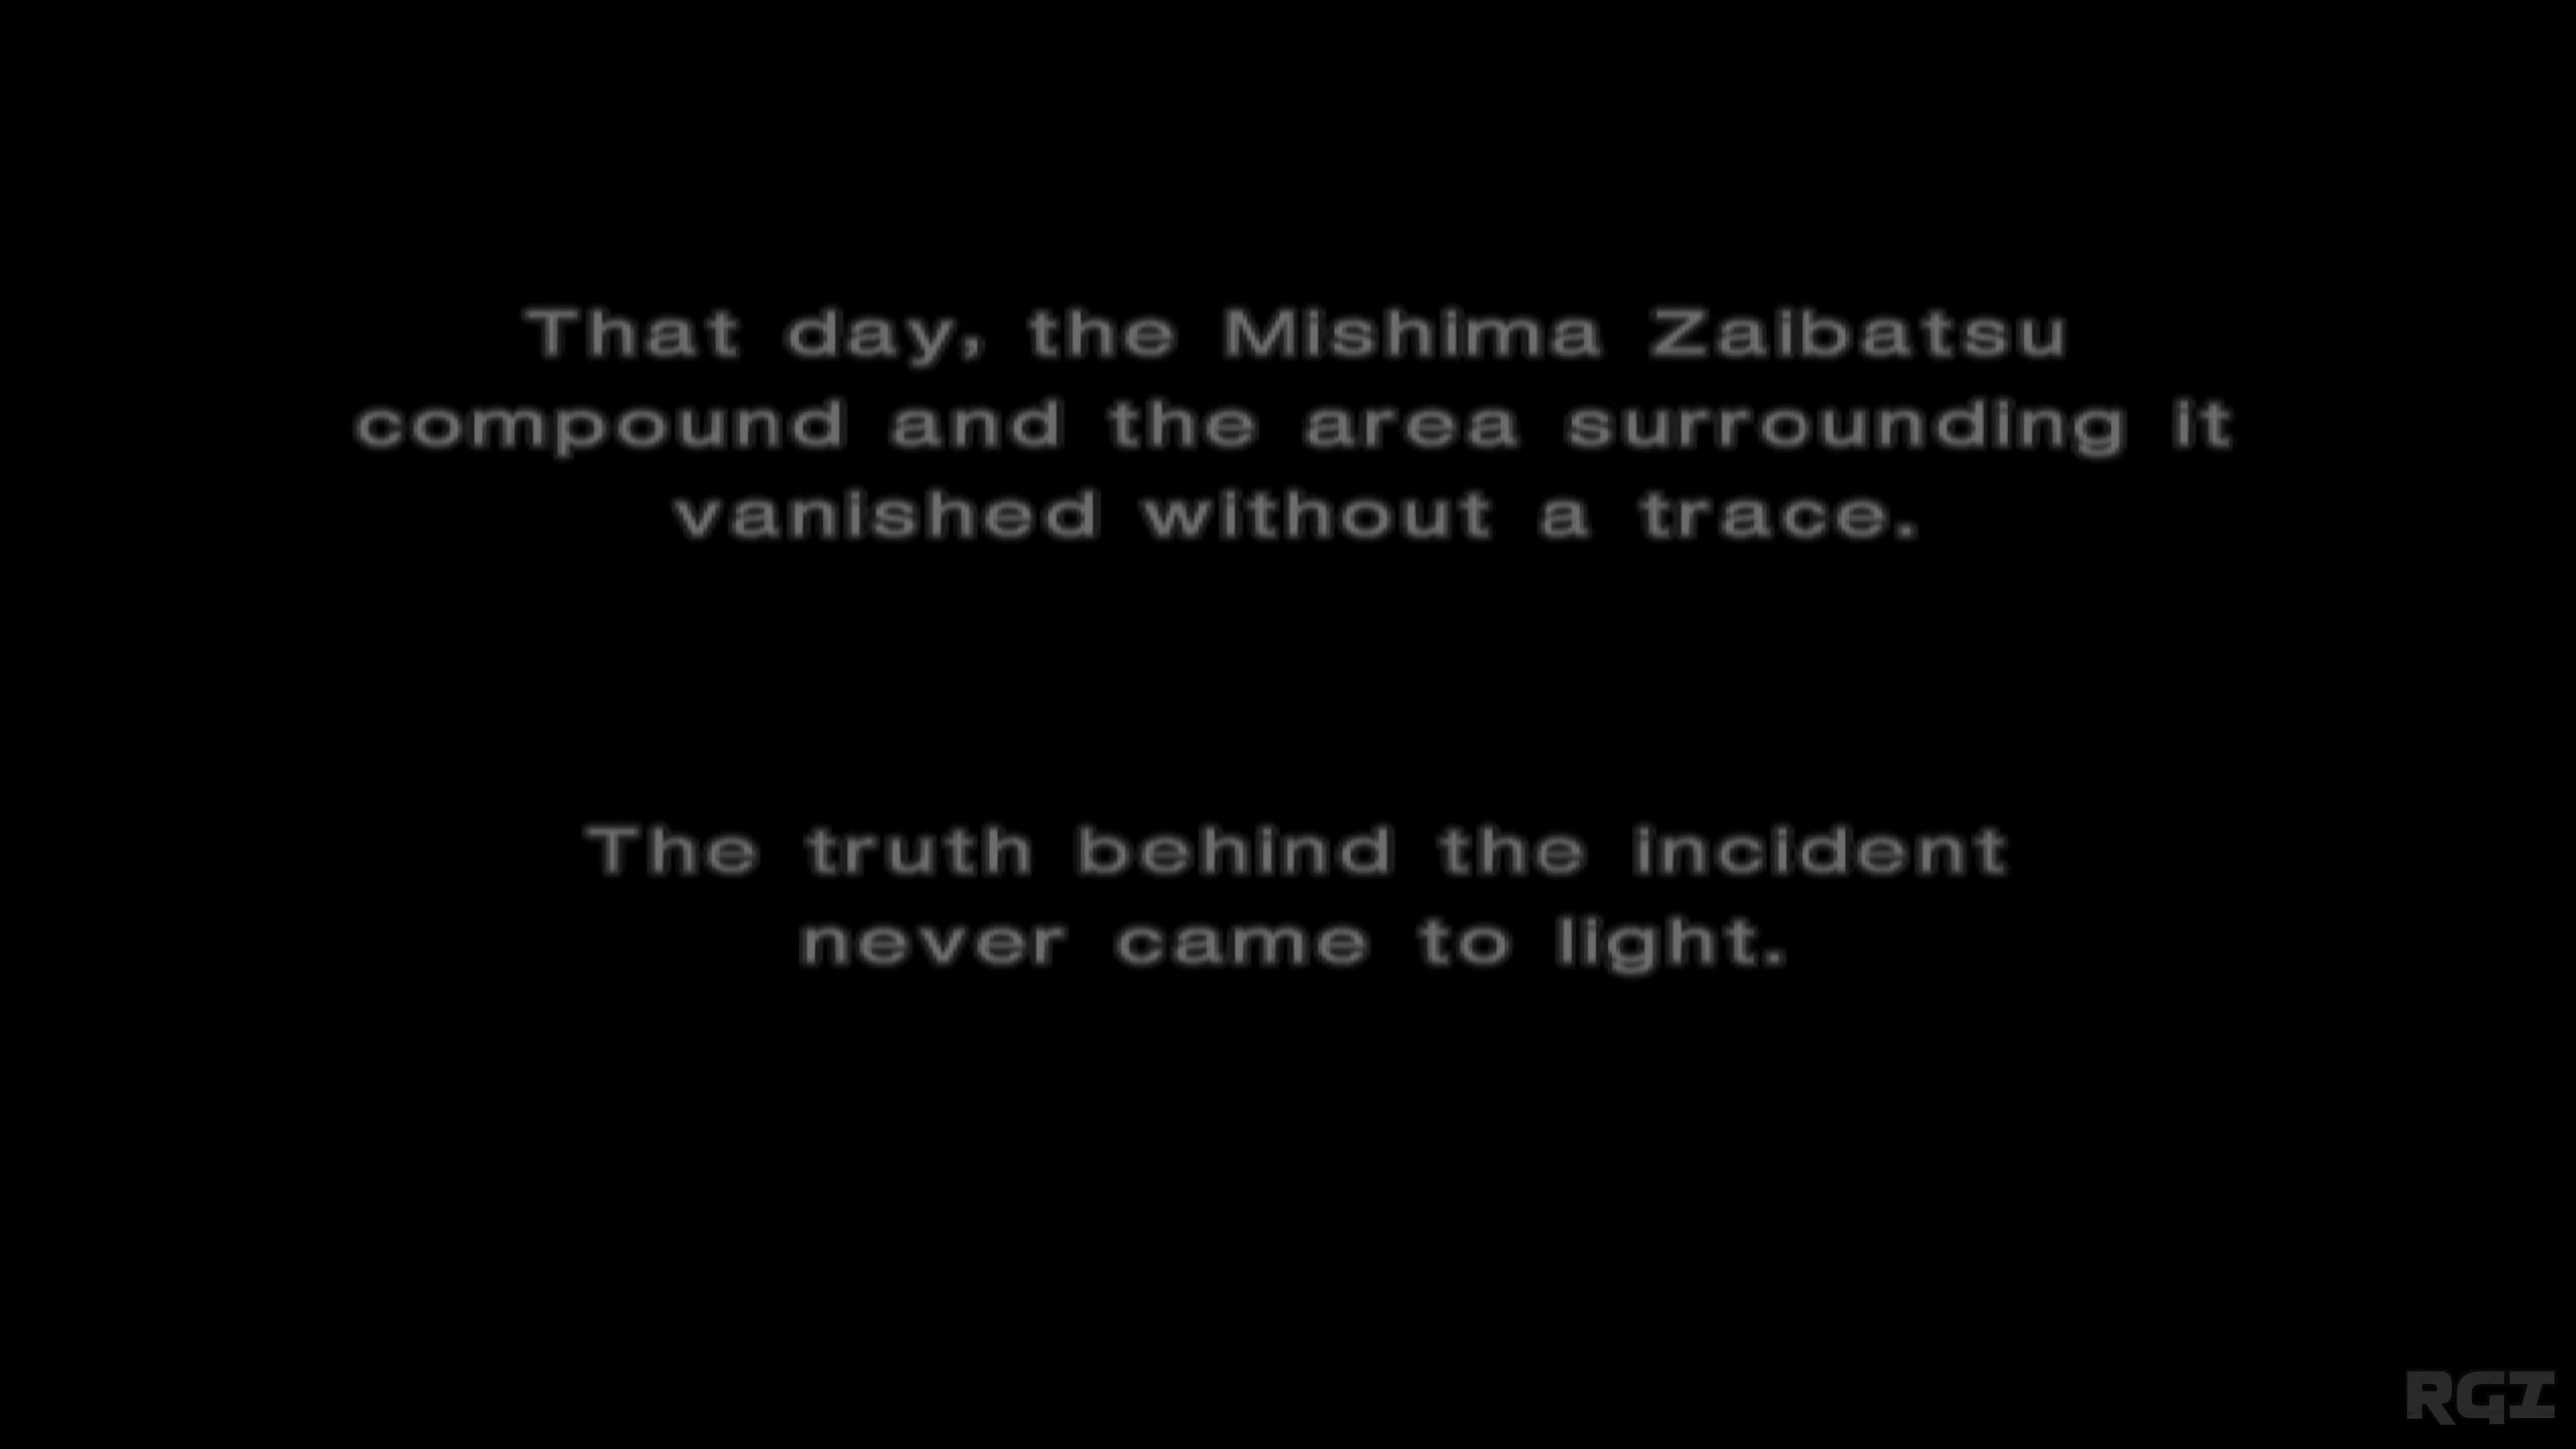 That day, the Mishima Zaibatsu
compound and the area surrounding it
vanished without a trace.
The truth behind the incident
never came to light.
RGI